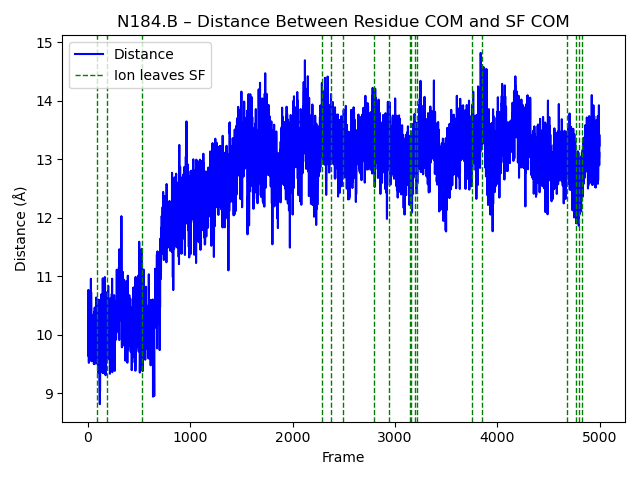 N184.B – Distance Between Residue COM and SF COM
Distance
Ion leaves SF
15
14
13
12
11
10
9
Distance (Å)
0 1000 2000 3000 4000 5000
Frame